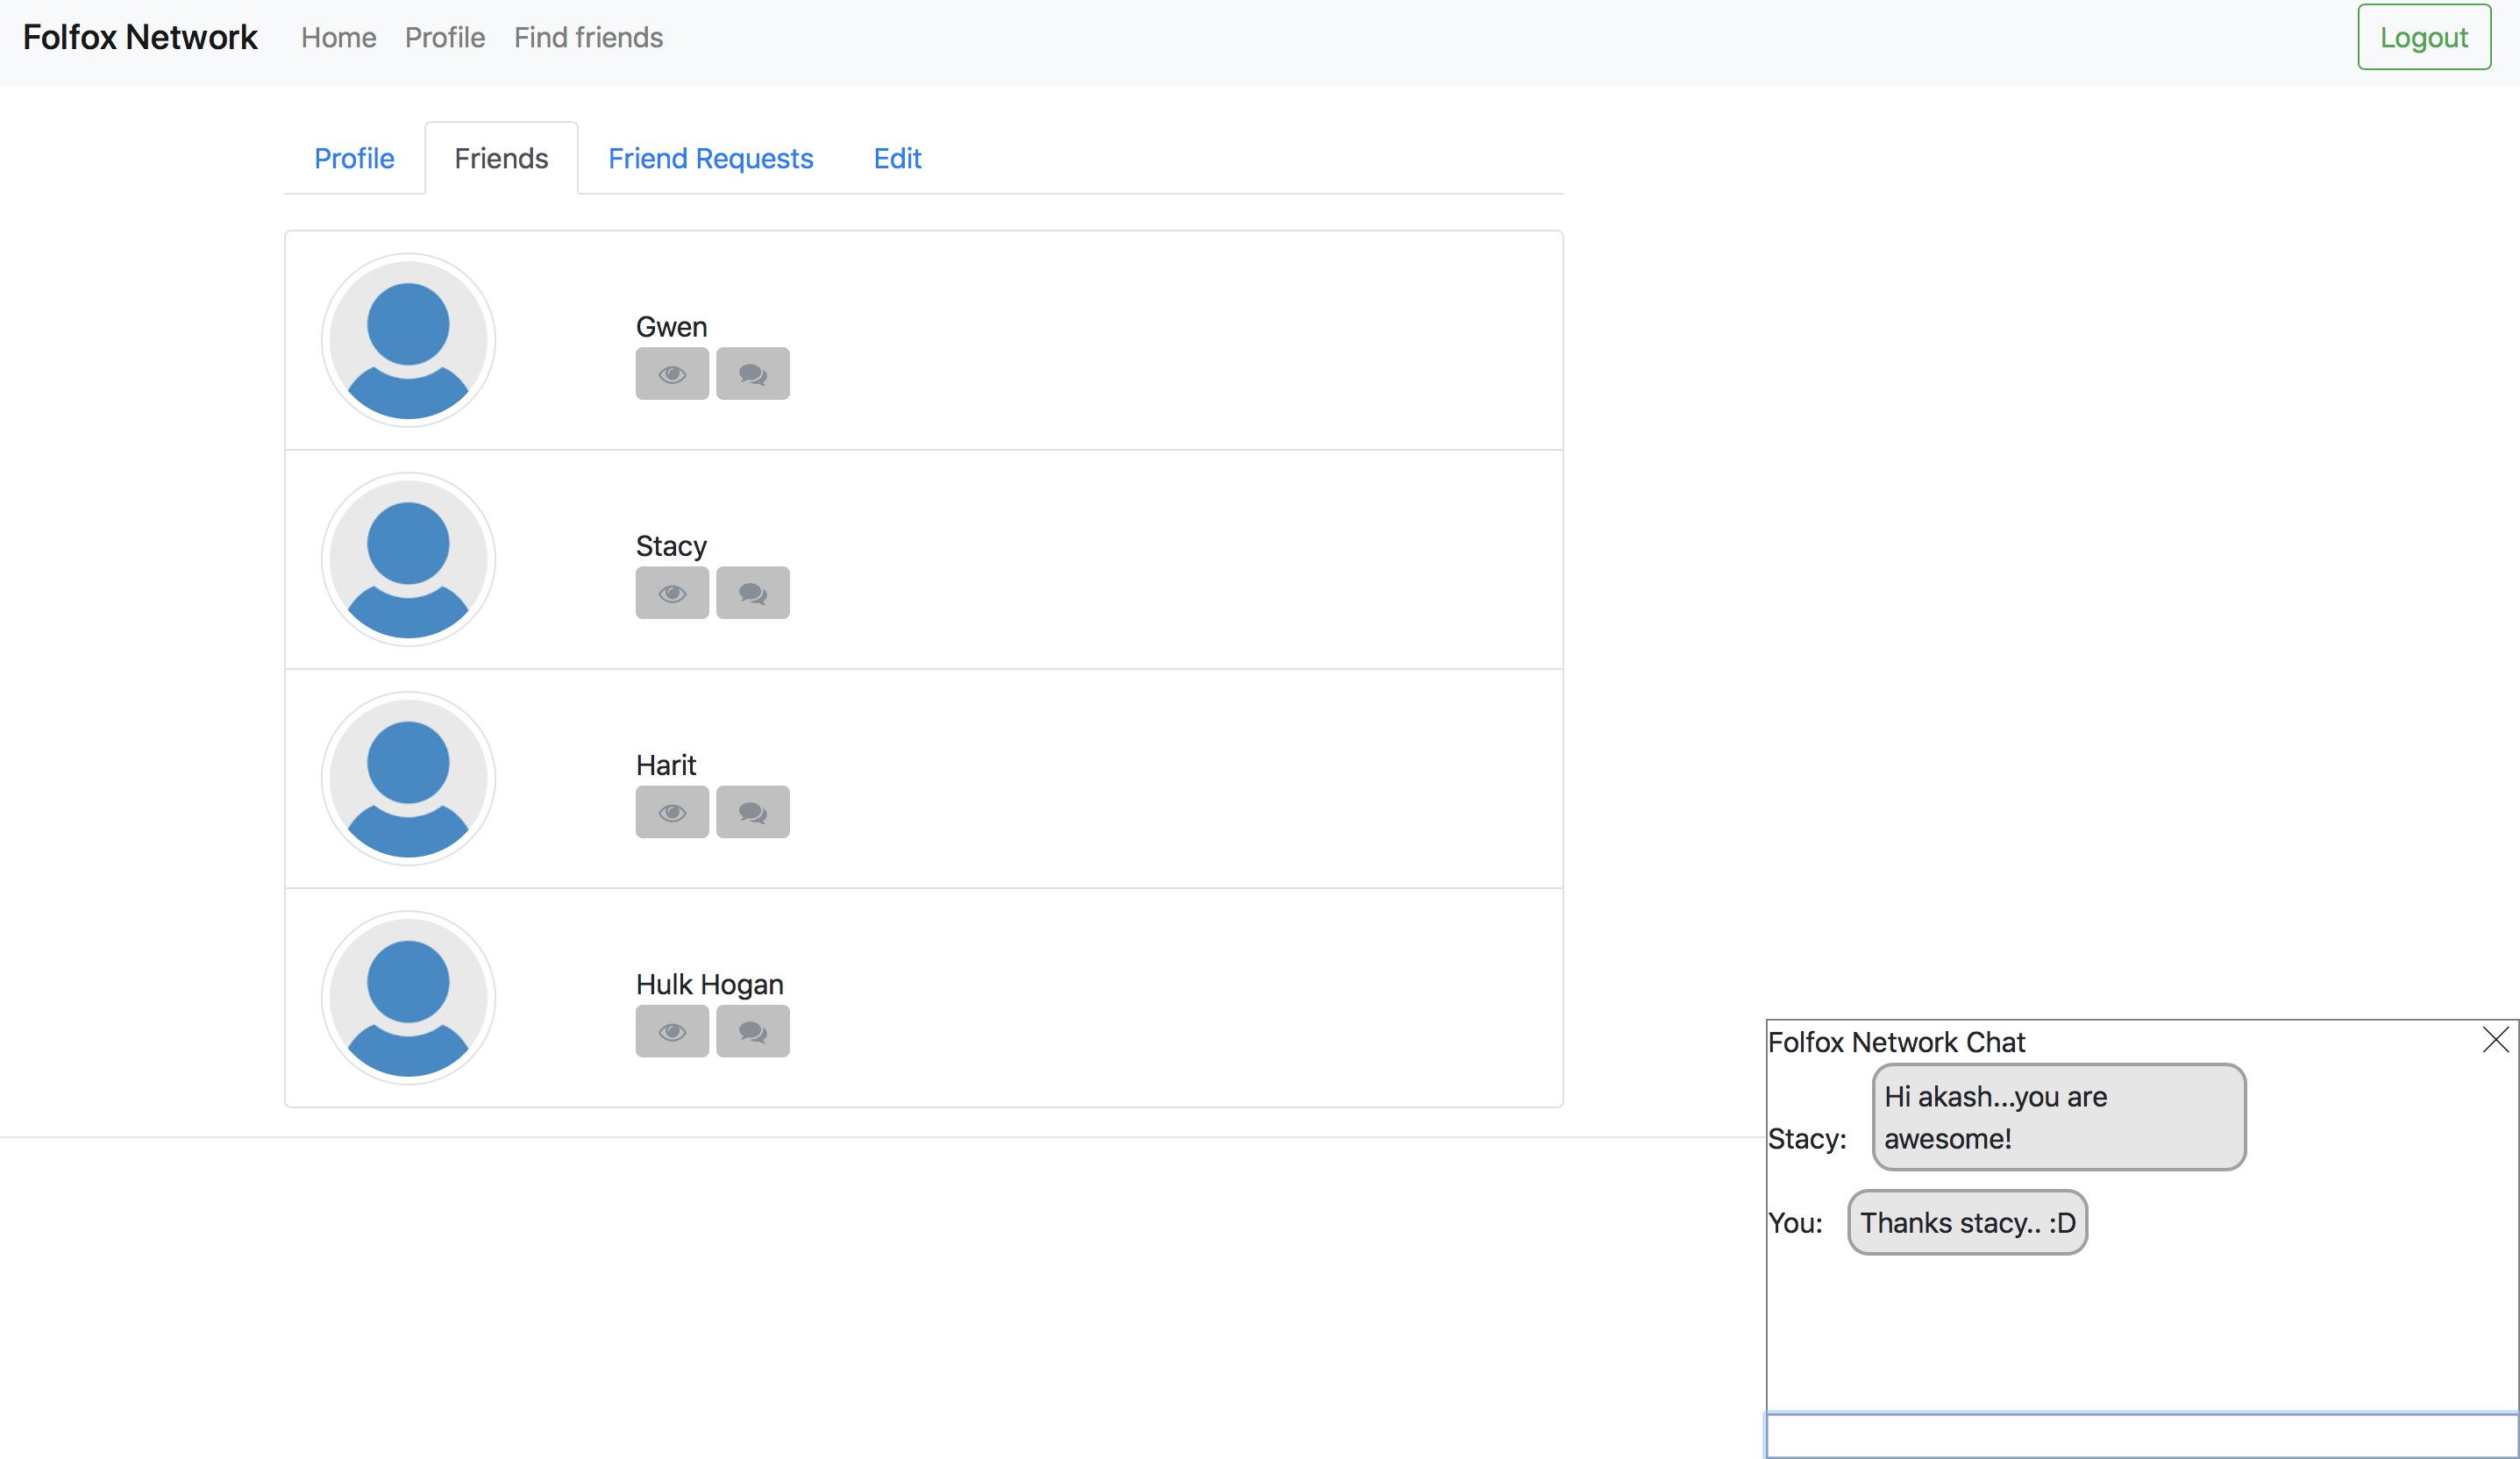 Folfox Network Home Profile Find friends Logout
Profile Friends Friend Requests Edit
Gwen
Stacy
Harit
Hulk Hogan
Folfox Network Chat
Stacy: Hi akash...you are
awesome!
You: Thanks stacy.. :D